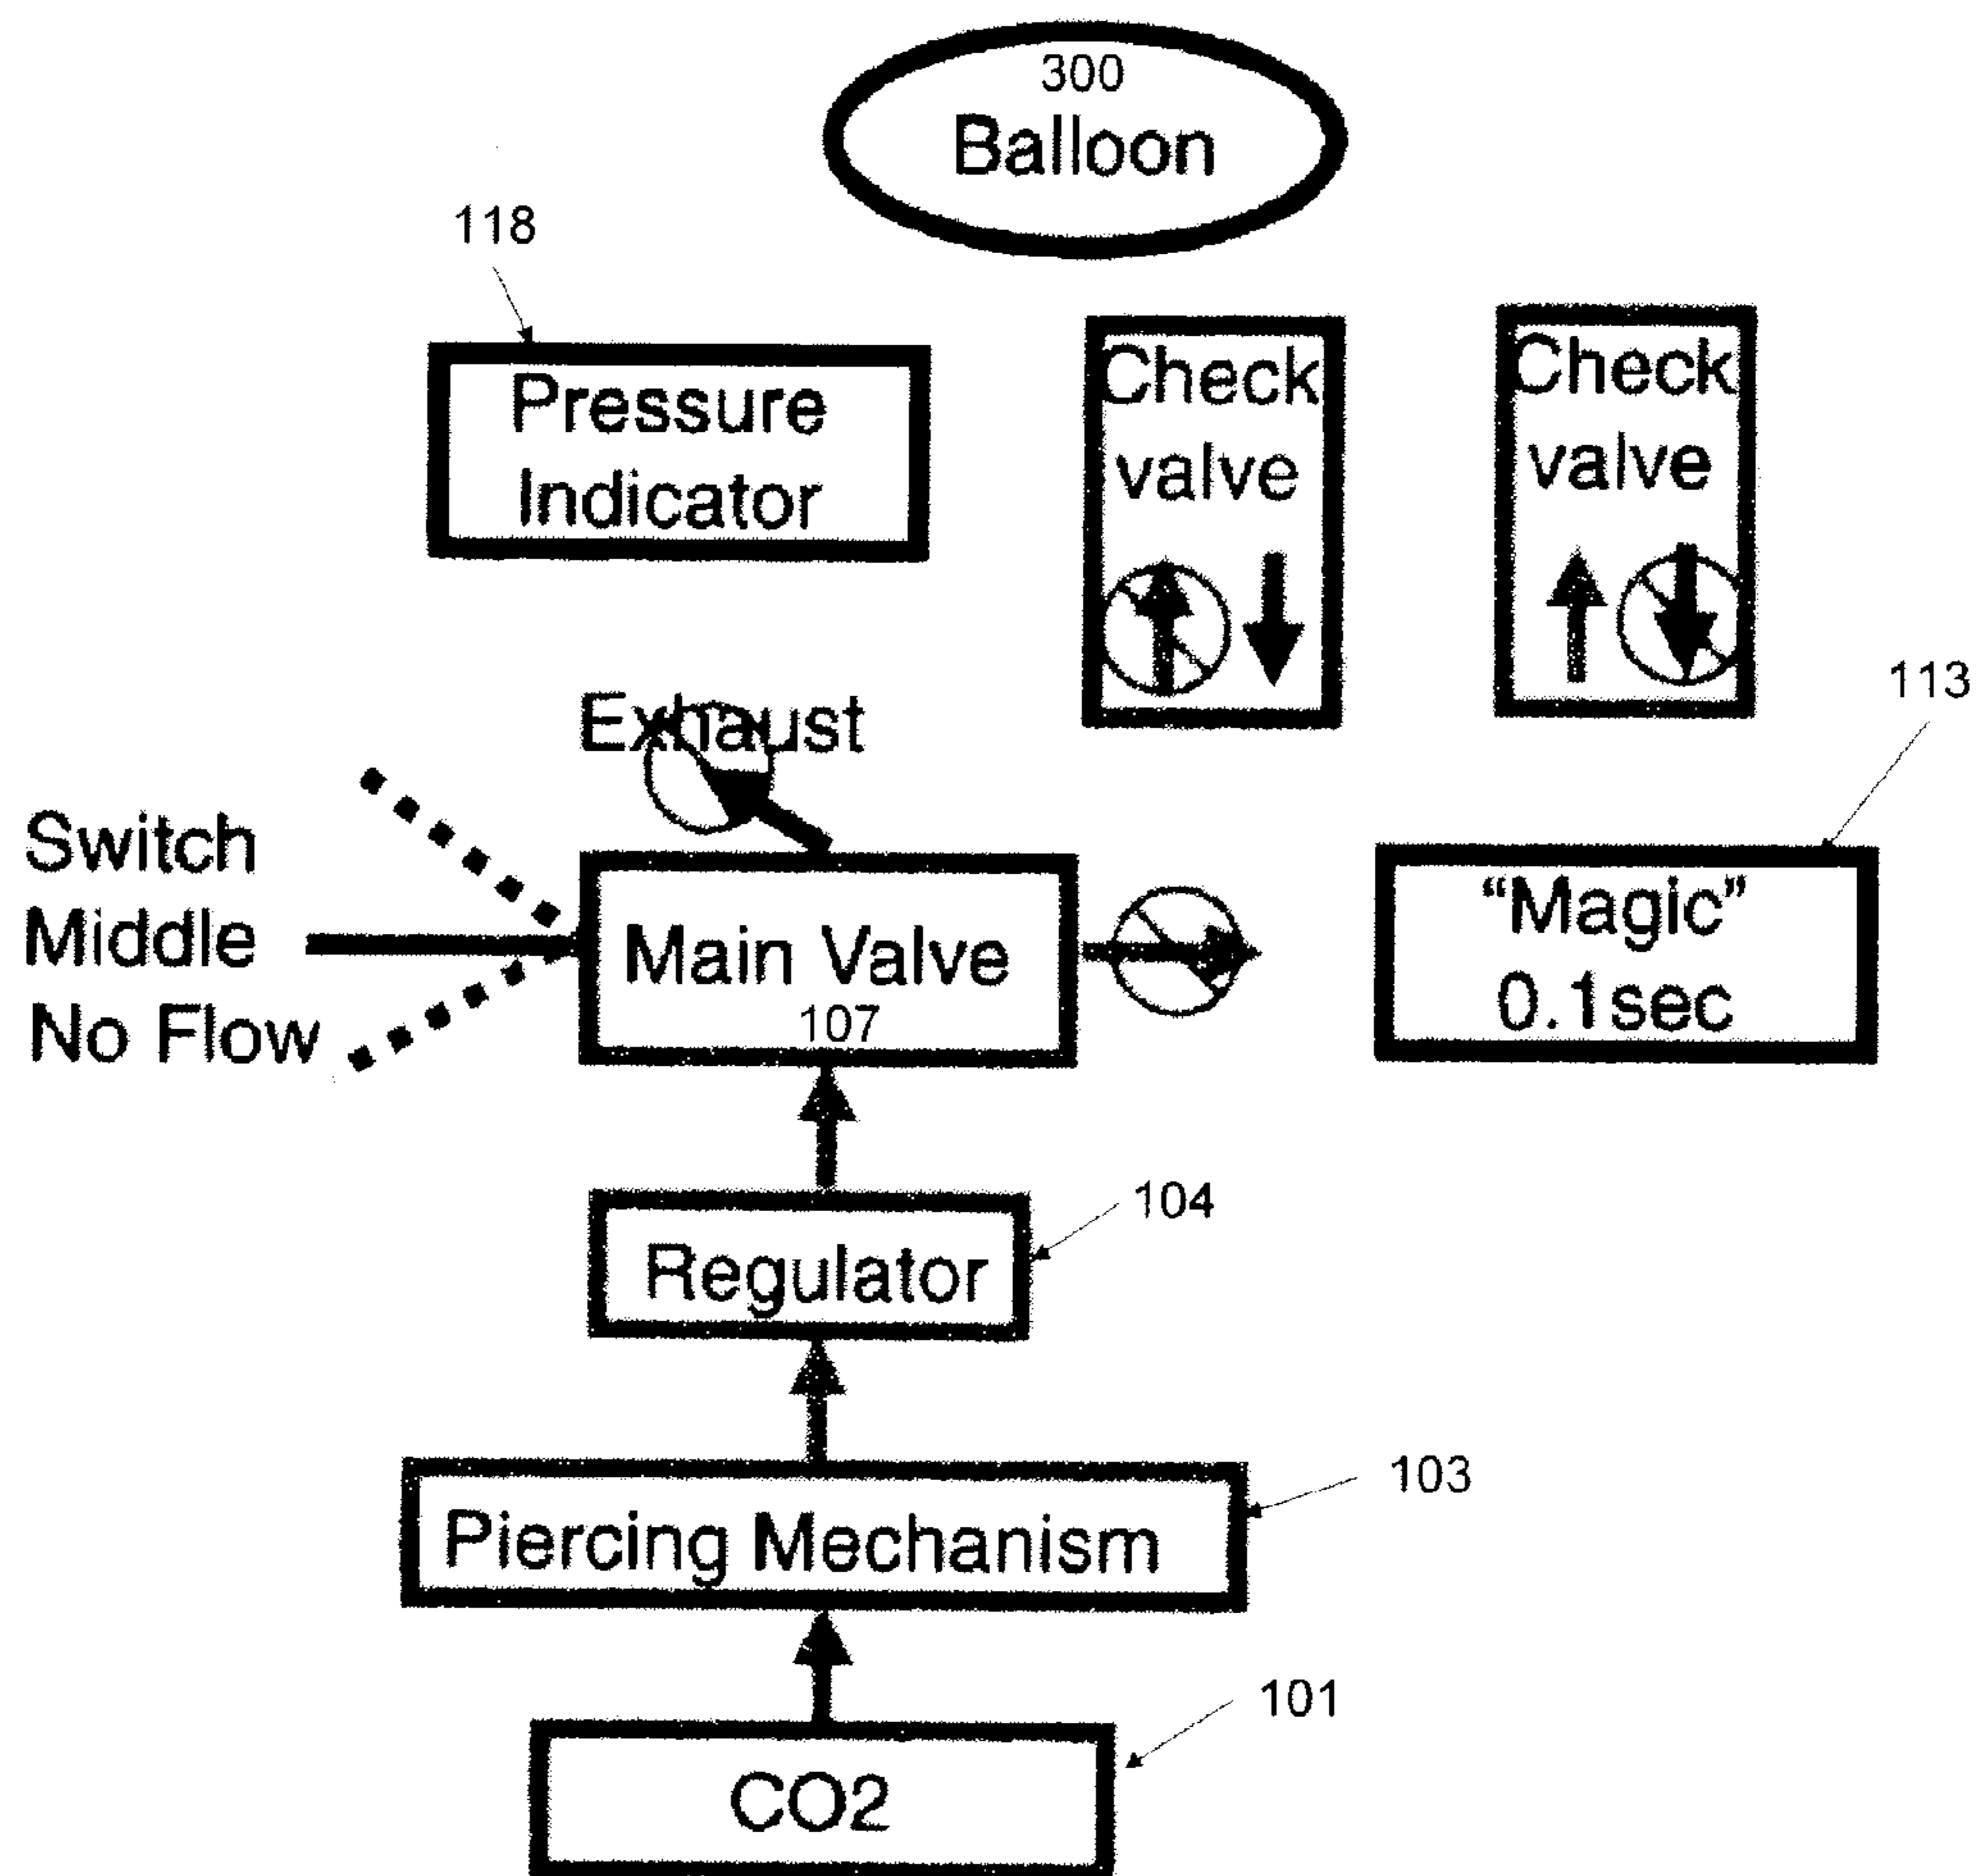 300
Balloon
118
Pressure
Indicator
Check
valve
Check
valve
113
Exhaust
Switch
Middle
No Flow
Main Valve
107
“Magic”
0.1sec
104
Regulator
103
Piercing Mechanism
101
CO2